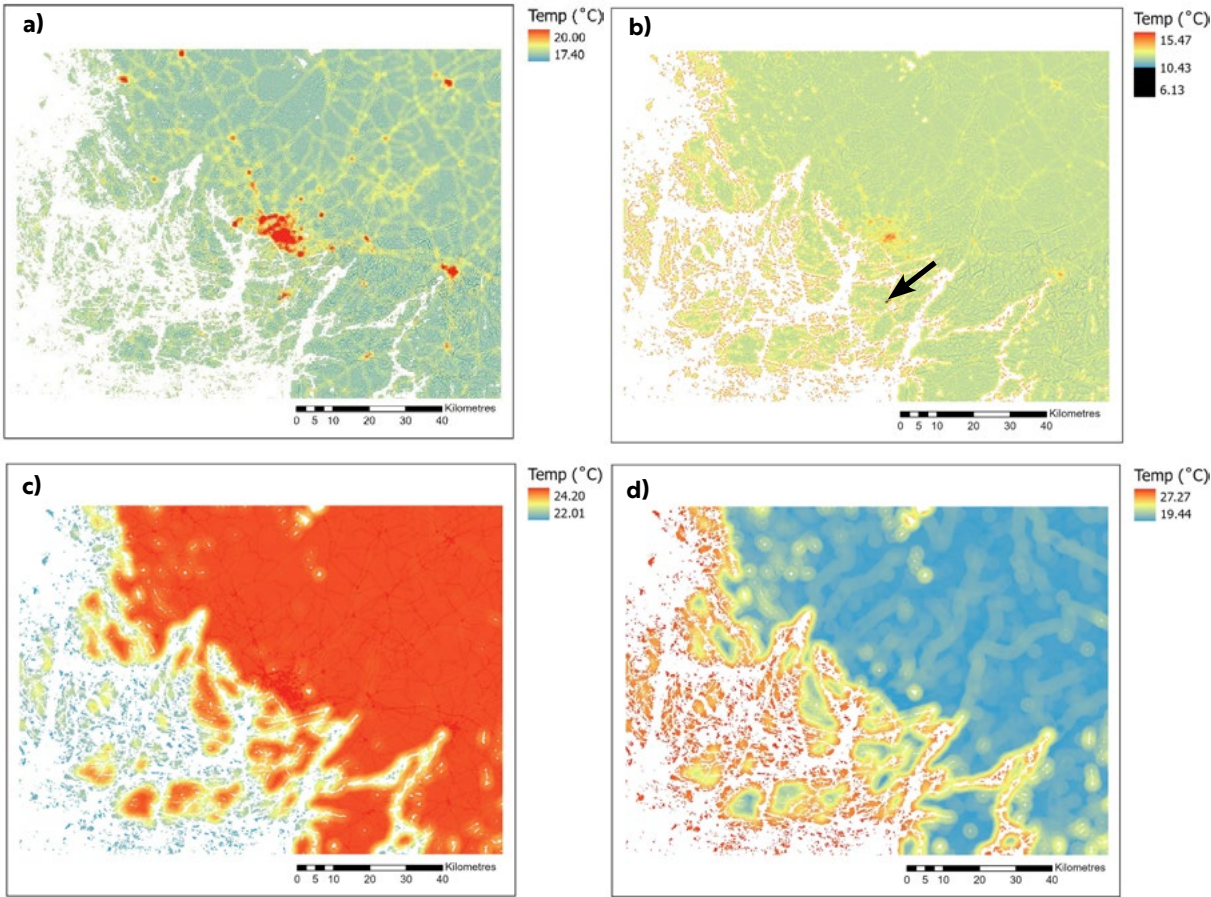 a)
Temp (°C)
20.00
17.40
Kilometres
0 5 10 20 30 40
b)
Temp (°C)
15.47
10.43
6.13
Kilometres
0 5 10 20 30 40
c)
Temp (°C)
24.20
22.01
Kilometres
0 5 10 20 30 40
d)
Temp (°C)
27.27
19.44
Kilometres
0 5 10 20 30 40